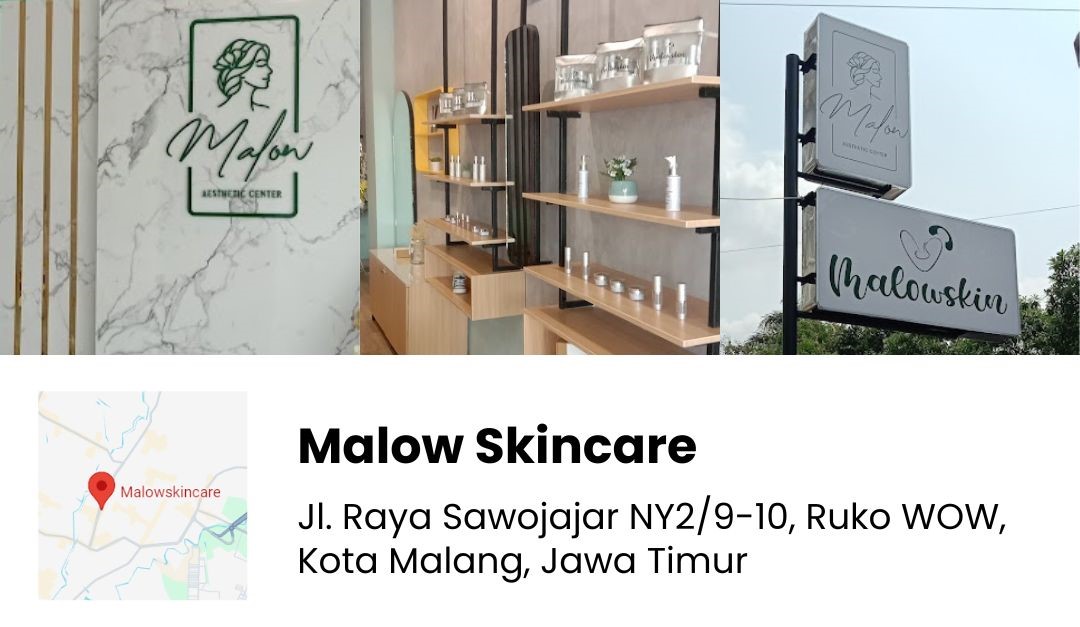 Malow
AESTHETIC CENTER
Malow
AESTHETIC CENTER
Malowskin
Malowskincare
Malow Skincare
Jl. Raya Sawojajar NY2/9-10, Ruko WOW,
Kota Malang, Jawa Timur